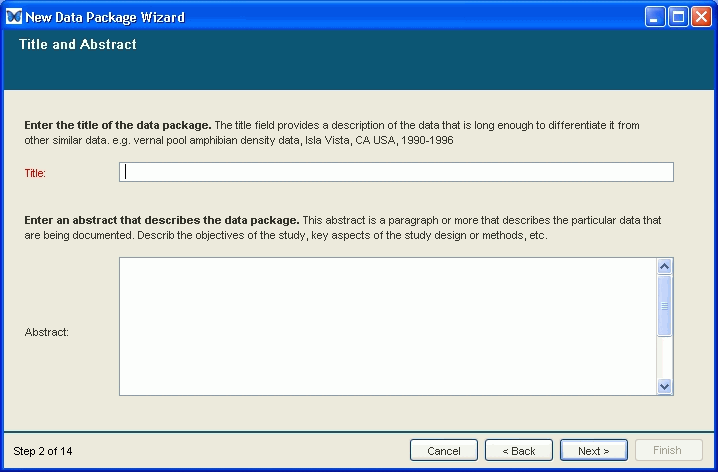 New Data Package Wizard
Title and Abstract
Enter the title of the data package. The title field provides a description of the data that is long enough to differentiate it from
other similar data. e.g. vernal pool amphibian density data, Isla Vista, CA USA, 1990-1996
Title:
Enter an abstract that describes the data package. This abstract is a paragraph or more that describes the particular data that
are being documented. Describ the objectives of the study, key aspects of the study design or methods, etc.
Abstract:
Step 2 of 14
Cancel
< Back
Next >
Finish